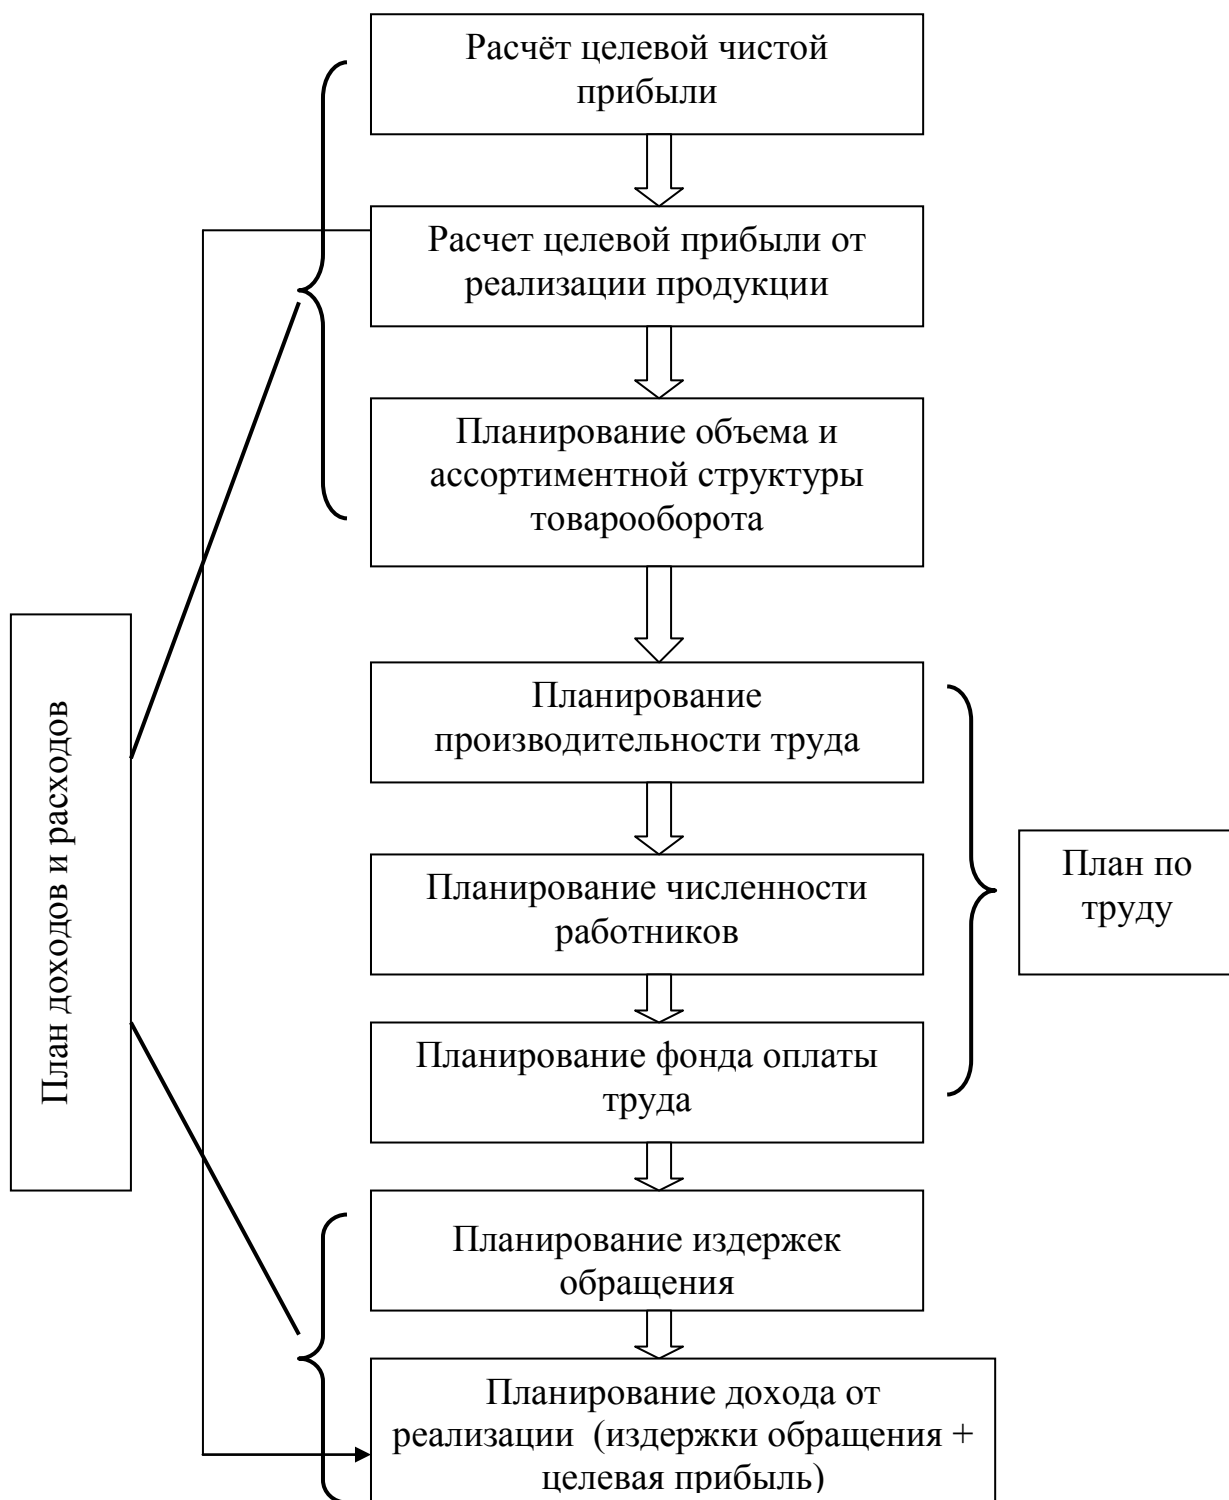 Расчёт целевой чистой
прибыли
Расчет целевой прибыли от
реализации продукции
Планирование объема и
ассортиментной структуры
товарооборота
План доходов и расходов
Планирование
производительности труда
Планирование численности
работников
План по
труду
Планирование фонда оплаты
труда
Планирование издержек
обращения
Планирование дохода от
реализации (издержки обращения +
целевая прибыль)